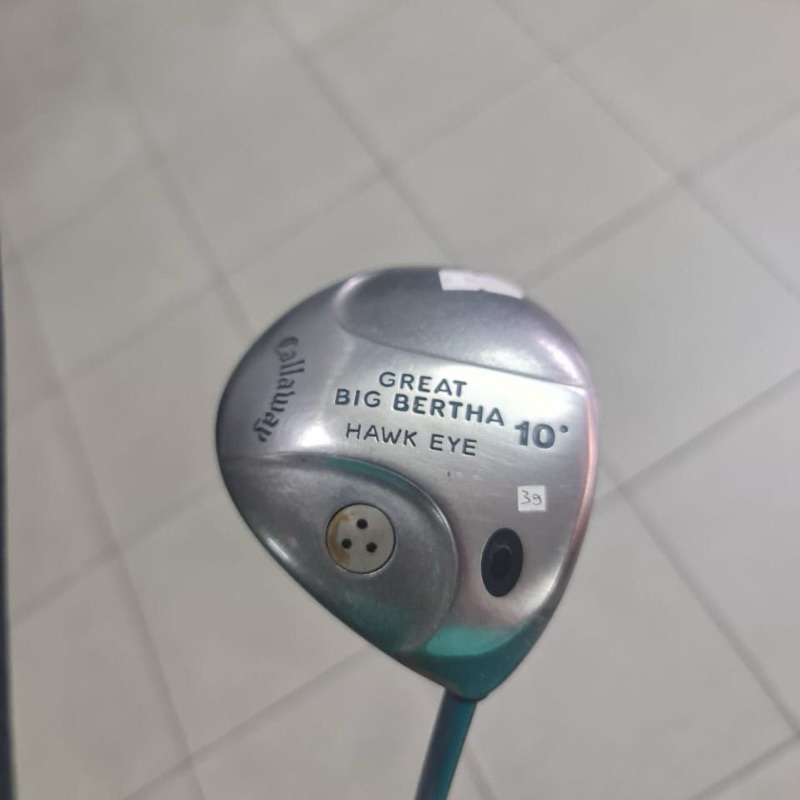 Callaway
GREAT
BIG BERTHA 10°
HAWK EYE
39